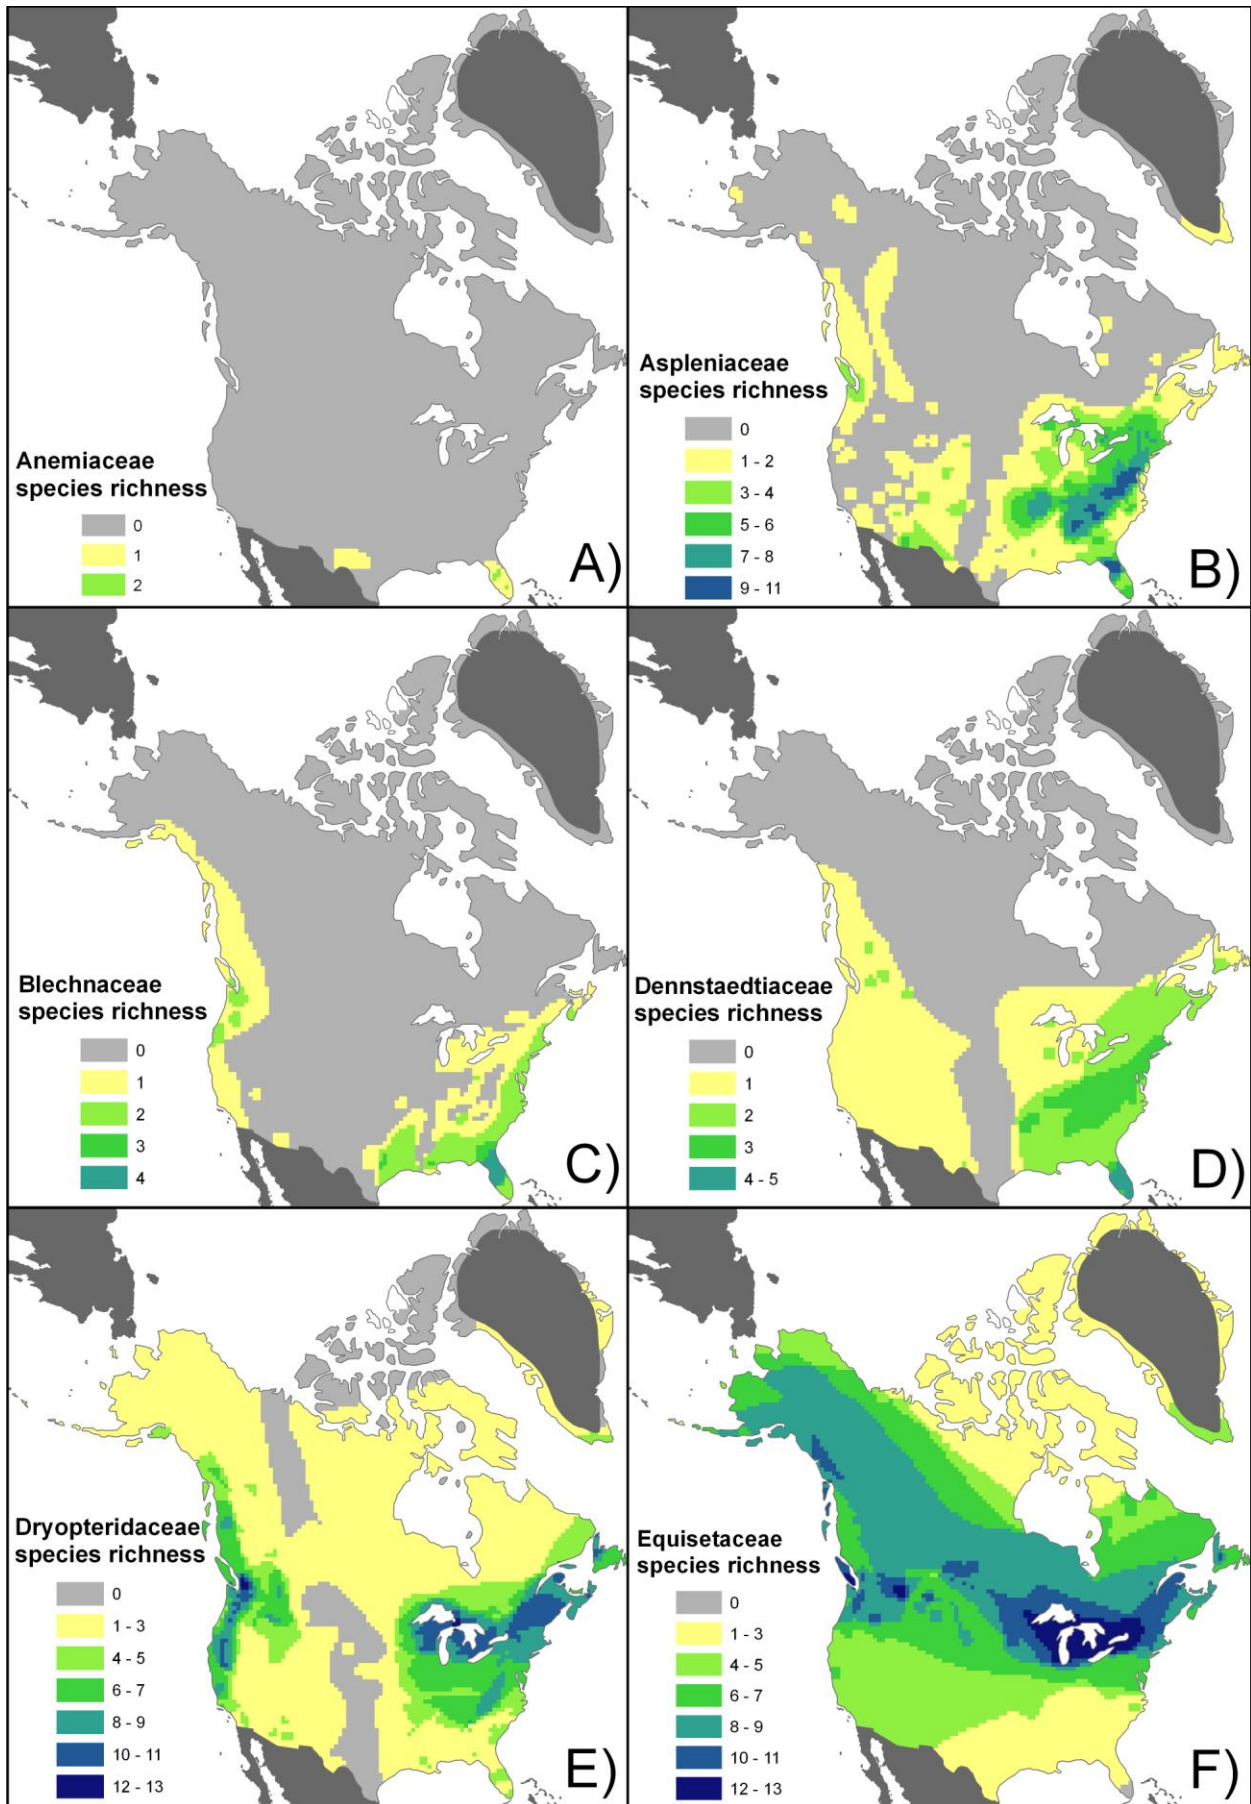 Anemiaceae
species richness
0
1
2
A)
Aspleniaceae
species richness
0
1 - 2
3 - 4
5 - 6
7 - 8
9 - 11
B)
Blechnaceae
species richness
0
1
2
3
4
C)
Dennstaedtiaceae
species richness
0
1
2
3
4 - 5
D)
Dryopteridaceae
species richness
0
1 - 3
4 - 5
6 - 7
8 - 9
10 - 11
12 - 13
E)
Equisetaceae
species richness
0
1 - 3
4 - 5
6 - 7
8 - 9
10 - 11
12 - 13
F)